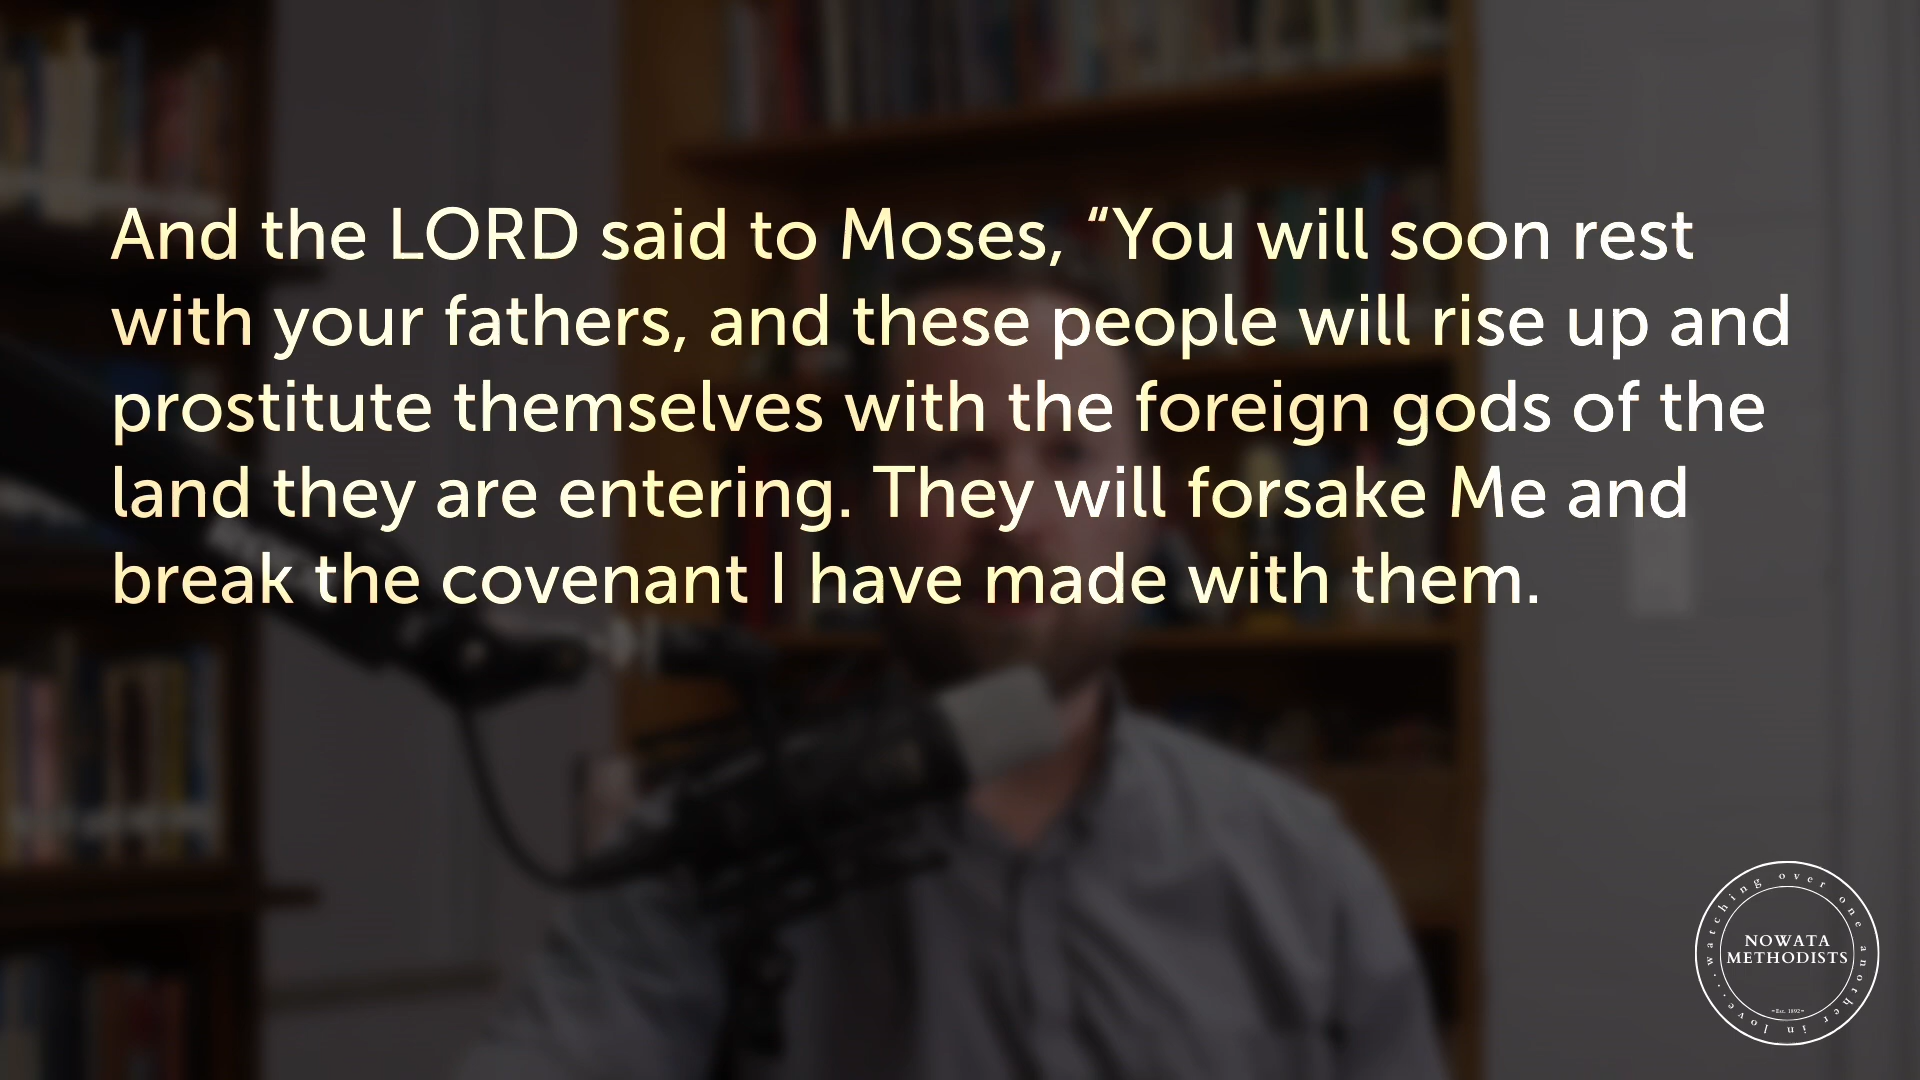 And the LORD said to Moses, “You will soon rest
with your fathers, and these people will rise up and
prostitute themselves with the foreign gods of the
land they are entering. They will forsake Me and
break the covenant I have made with them.
watching over one another in love...
NOWATA
METHODISTS
~Est. 1892~